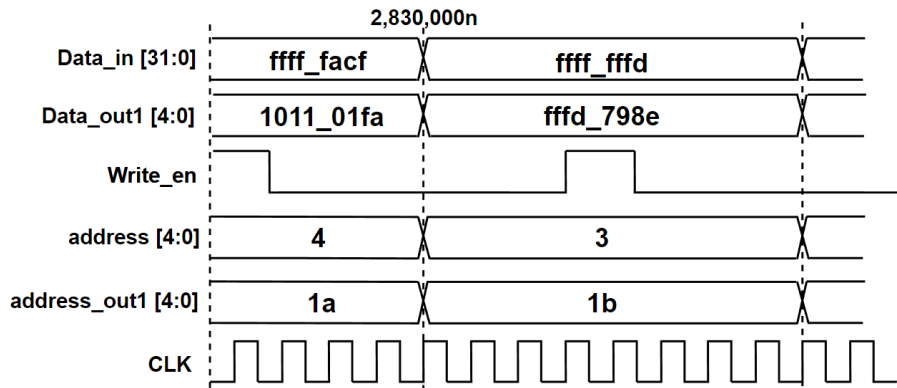 2,830,000n
Data_in [31:0] ffff_facf ffff_fffd
Data_out1 [4:0] 1011_01fa fffd_798e
Write_en
address [4:0] 4 3
address_out1 [4:0] 1a 1b
CLK